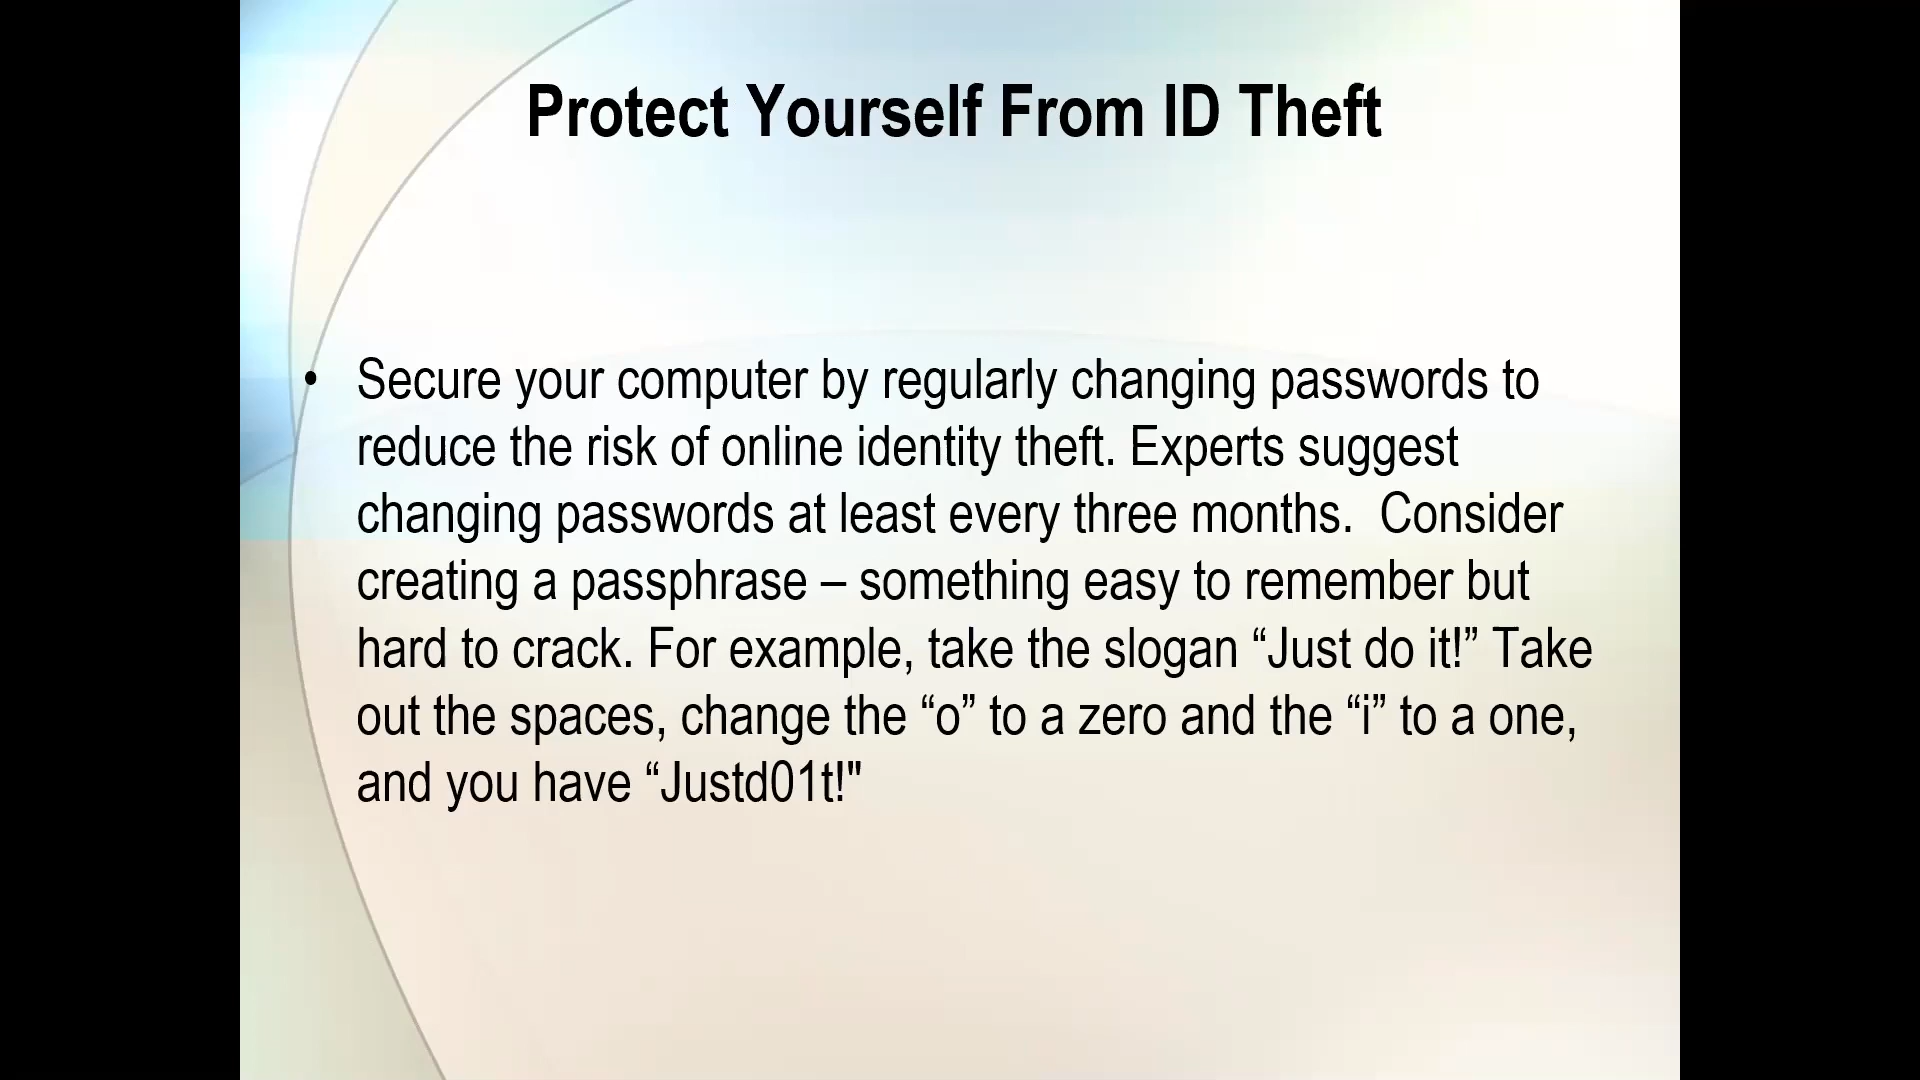 Protect Yourself From ID Theft
• Secure your computer by regularly changing passwords to
reduce the risk of online identity theft. Experts suggest
changing passwords at least every three months.  Consider
creating a passphrase – something easy to remember but
hard to crack. For example, take the slogan “Just do it!” Take
out the spaces, change the “o” to a zero and the “i” to a one,
and you have “Justd01t!"